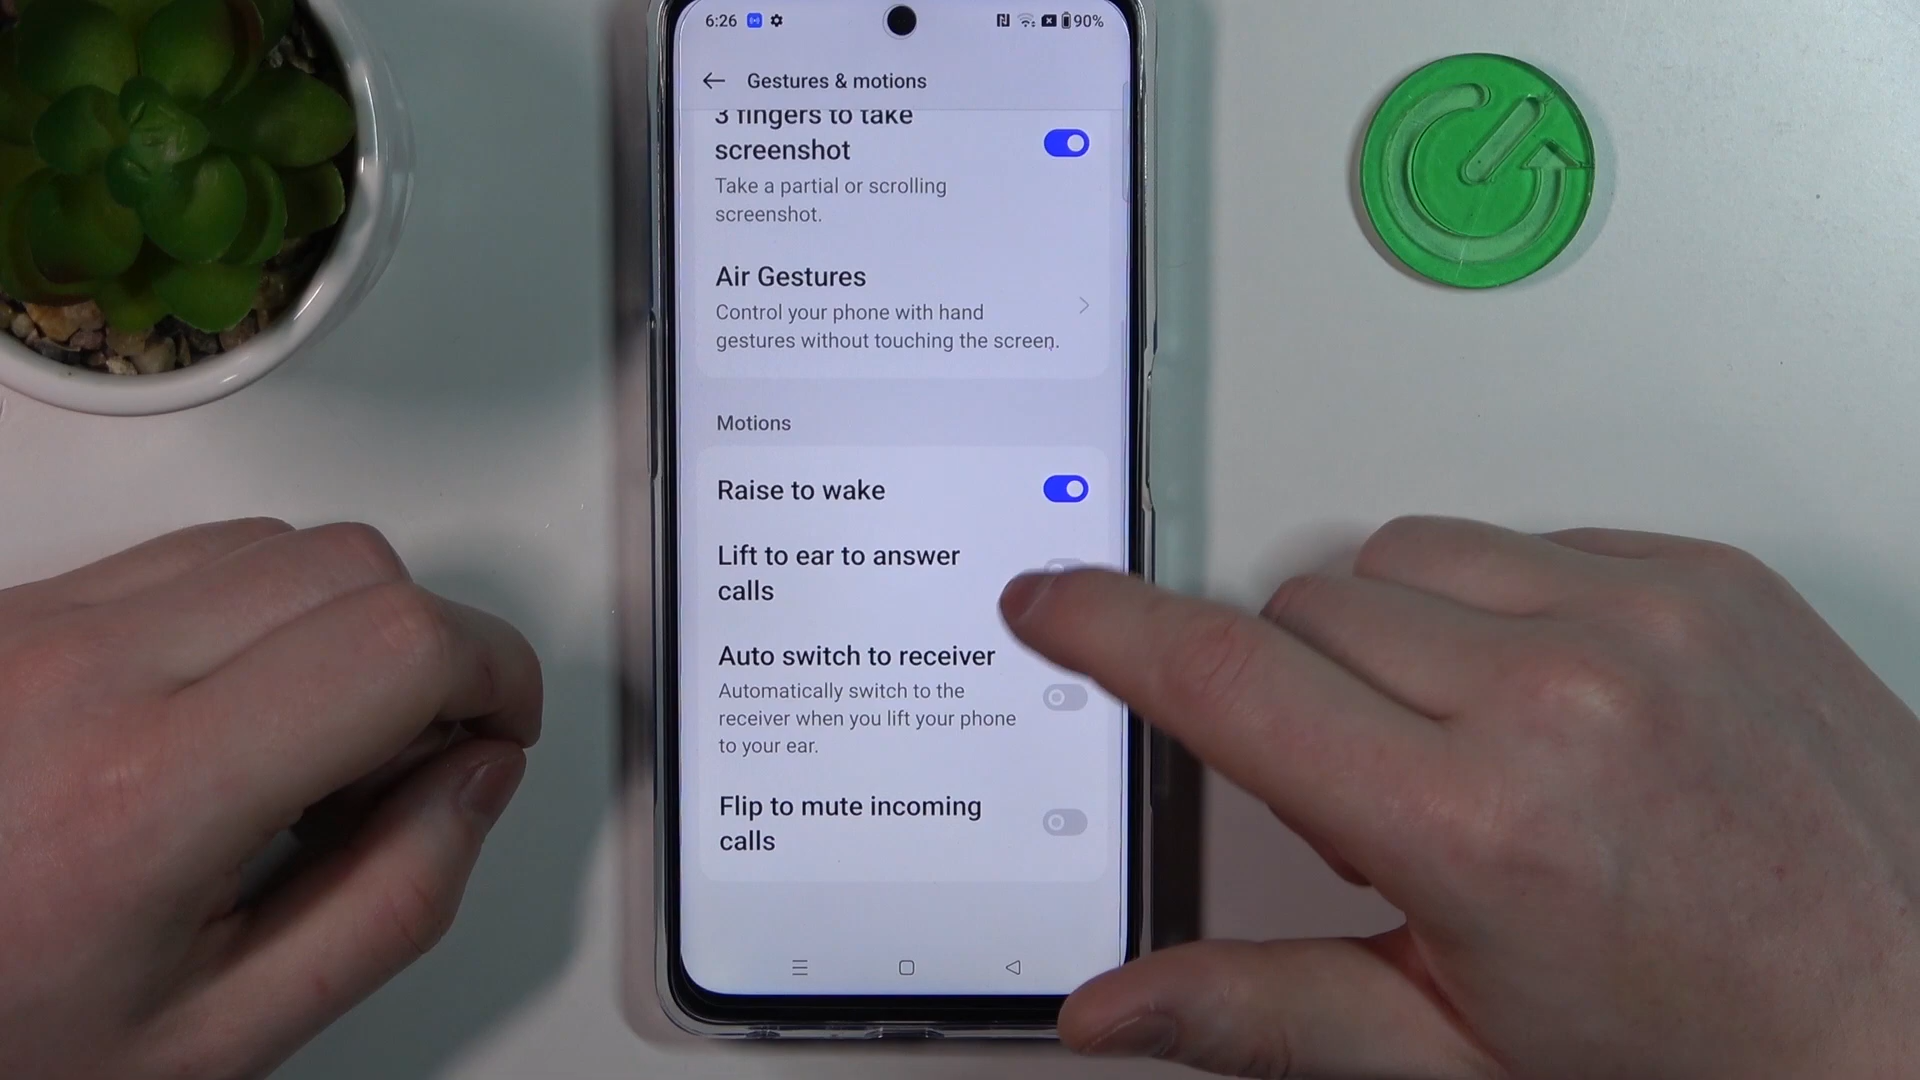 6:26
90%
Gestures & motions
3 fingers to take
screenshot
Take a partial or scrolling
screenshot.
Air Gestures
Control your phone with hand
gestures without touching the screen.
Motions
Raise to wake
Lift to ear to answer
calls
Auto switch to receiver
Automatically switch to the
receiver when you lift your phone
to your ear.
Flip to mute incoming
calls